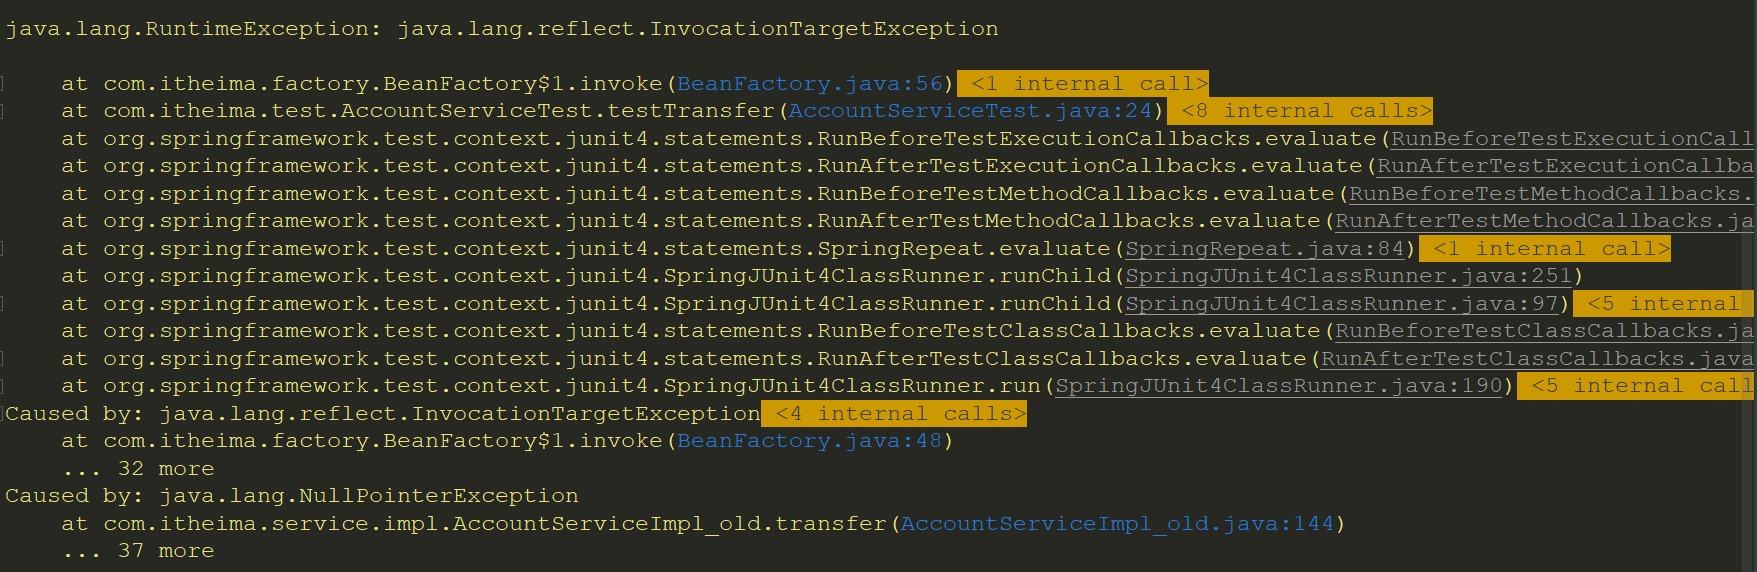 java.lang.RuntimeException: java.lang.reflect.InvocationTargetException
at com.itheima.factory.BeanFactory$1.invoke(BeanFactory.java:56) <1 internal call>
at com.itheima.test.AccountServiceTest.testTransfer(AccountServiceTest.java:24) <8 internal calls>
at org.springframework.test.context.junit4.statements.RunBeforeTestExecutionCallbacks.evaluate(RunBeforeTestExecutionCall
at org.springframework.test.context.junit4.statements.RunAfterTestExecutionCallbacks.evaluate(RunAfterTestExecutionCallba
at org.springframework.test.context.junit4.statements.RunBeforeTestMethodCallbacks.evaluate(RunBeforeTestMethodCallbacks.
at org.springframework.test.context.junit4.statements.RunAfterTestMethodCallbacks.evaluate(RunAfterTestMethodCallbacks.ja
at org.springframework.test.context.junit4.statements.SpringRepeat.evaluate(SpringRepeat.java:84) <1 internal call>
at org.springframework.test.context.junit4.SpringJUnit4ClassRunner.runChild(SpringJUnit4ClassRunner.java:251)
at org.springframework.test.context.junit4.SpringJUnit4ClassRunner.runChild(SpringJUnit4ClassRunner.java:97) <5 internal
at org.springframework.test.context.junit4.statements.RunBeforeTestClassCallbacks.evaluate(RunBeforeTestClassCallbacks.ja
at org.springframework.test.context.junit4.statements.RunAfterTestClassCallbacks.evaluate(RunAfterTestClassCallbacks.java
at org.springframework.test.context.junit4.SpringJUnit4ClassRunner.run(SpringJUnit4ClassRunner.java:190) <5 internal call
Caused by: java.lang.reflect.InvocationTargetException <4 internal calls>
at com.itheima.factory.BeanFactory$1.invoke(BeanFactory.java:48)
... 32 more
Caused by: java.lang.NullPointerException
at com.itheima.service.impl.AccountServiceImpl_old.transfer(AccountServiceImpl_old.java:144)
... 37 more